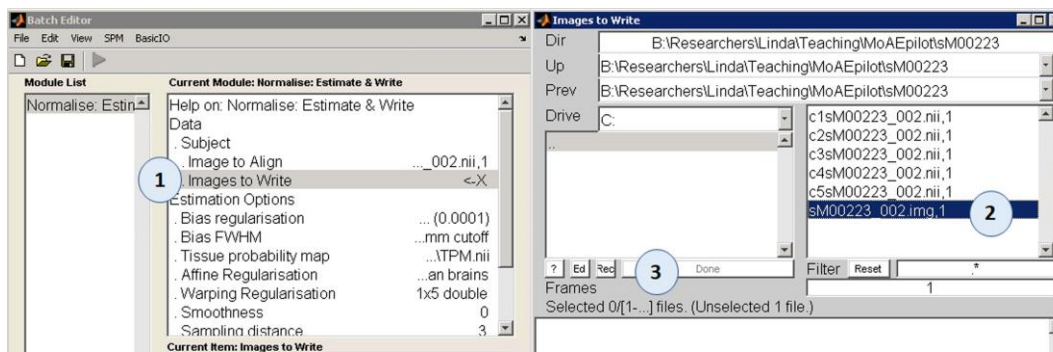 Batch Editor
File Edit View SPM BasicIO
Module List
Normalise: Estin
Current Module: Normalise: Estimate & Write
Help on: Normalise: Estimate & Write
Data
. Subject
. . Image to Align ..._002.nii,1
1
. Images to Write <-X
Estimation Options
. Bias regularisation ... (0.0001)
. Bias FWHM ...mm cutoff
. Tissue probability map ...\TPM.nii
. Affine Regularisation ...an brains
. Warping Regularisation 1x5 double
. Smoothness 0
. Sampling distance 3
Current Item: Images to Write
Images to Write
Dir B:\Researchers\Linda\Teaching\MoAEpilot\sM00223
Up B:\Researchers\Linda\Teaching\MoAEpilot\sM00223
Prev B:\Researchers\Linda\Teaching\MoAEpilot\sM00223
Drive C:
..
c1sM00223_002.nii,1
c2sM00223_002.nii,1
c3sM00223_002.nii,1
c4sM00223_002.nii,1
c5sM00223_002.nii,1
sM00223_002.img,1
2
? Ed Rec 3 Done
Filter Reset .*
Frames 1
Selected 0/[1-...] files. (Unselected 1 file.)